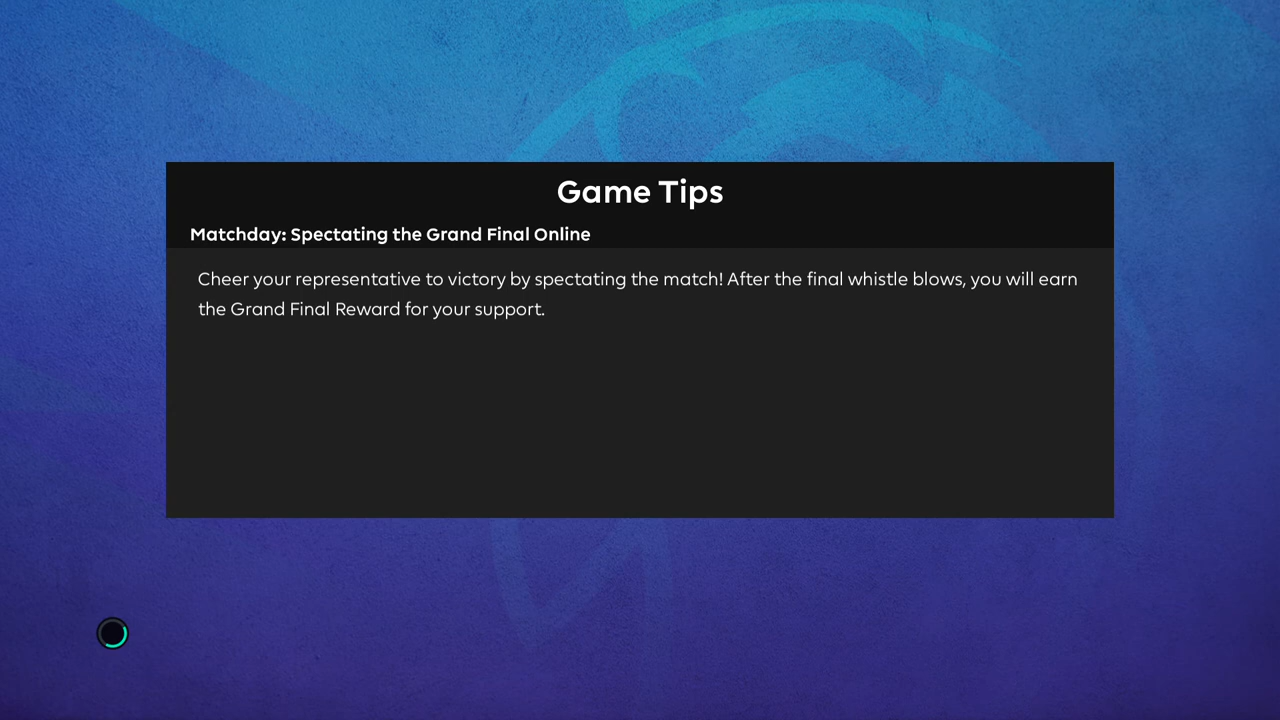 Game Tips
Matchday: Spectating the Grand Final Online
Cheer your representative to victory by spectating the match! After the final whistle blows, you will earn
the Grand Final Reward for your support.